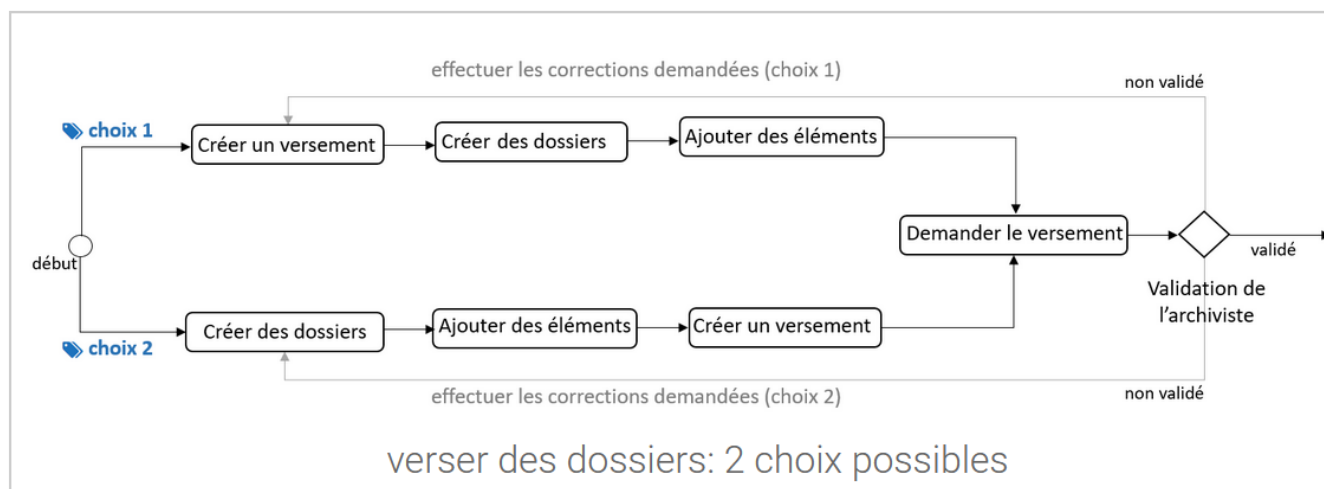 effectuer les corrections demandées (choix 1)
non validé
choix 1
Créer un versement
Créer des dossiers
Ajouter des éléments
Demander le versement
début
validé
Validation de
l'archiviste
Créer des dossiers
Ajouter des éléments
Créer un versement
choix 2
effectuer les corrections demandées (choix 2)
non validé
verser des dossiers: 2 choix possibles